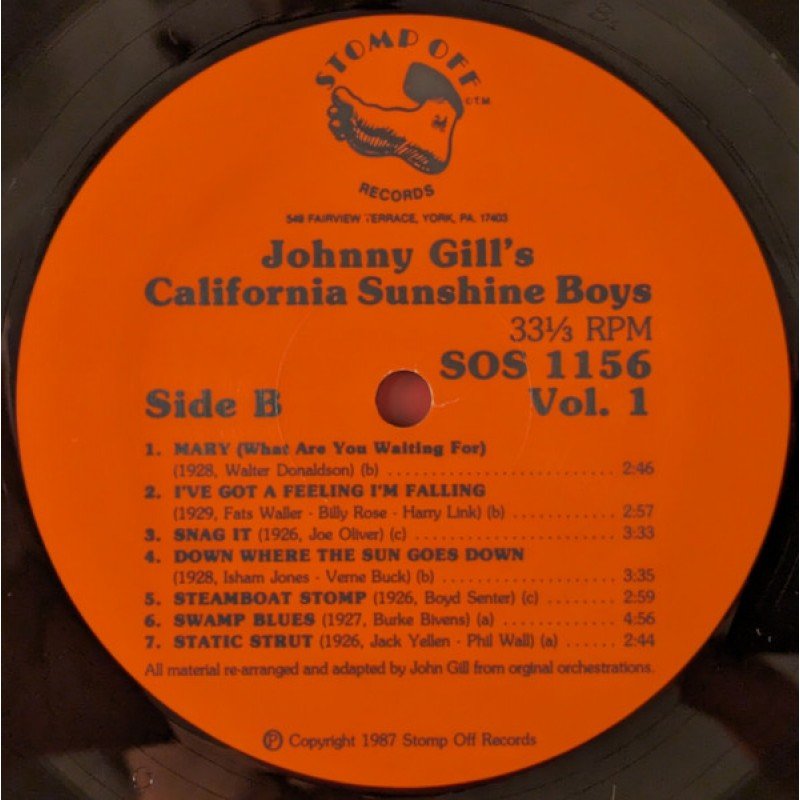 STOMP OFF
©TM
RECORDS
549 FAIRVIEW TERRACE, YORK, PA. 17403
Johnny Gill's
California Sunshine Boys
33⅓ RPM
SOS 1156
Side B Vol. 1
1. MARY (What Are You Waiting For)
(1928, Walter Donaldson) (b) .......................... 2:46
2. I'VE GOT A FEELING I'M FALLING
(1929, Fats Waller - Billy Rose - Harry Link) (b) ............ 2:57
3. SNAG IT (1926, Joe Oliver) (c) ........................ 3:33
4. DOWN WHERE THE SUN GOES DOWN
(1928, Isham Jones - Verne Buck) (b) .................... 3:35
5. STEAMBOAT STOMP (1926, Boyd Senter) (c) ......... 2:59
6. SWAMP BLUES (1927, Burke Bivens) (a) .............. 4:56
7. STATIC STRUT (1926, Jack Yellen - Phil Wall) (a) ...... 2:44
All material re-arranged and adapted by John Gill from orginal orchestrations.
Ⓟ Copyright 1987 Stomp Off Records